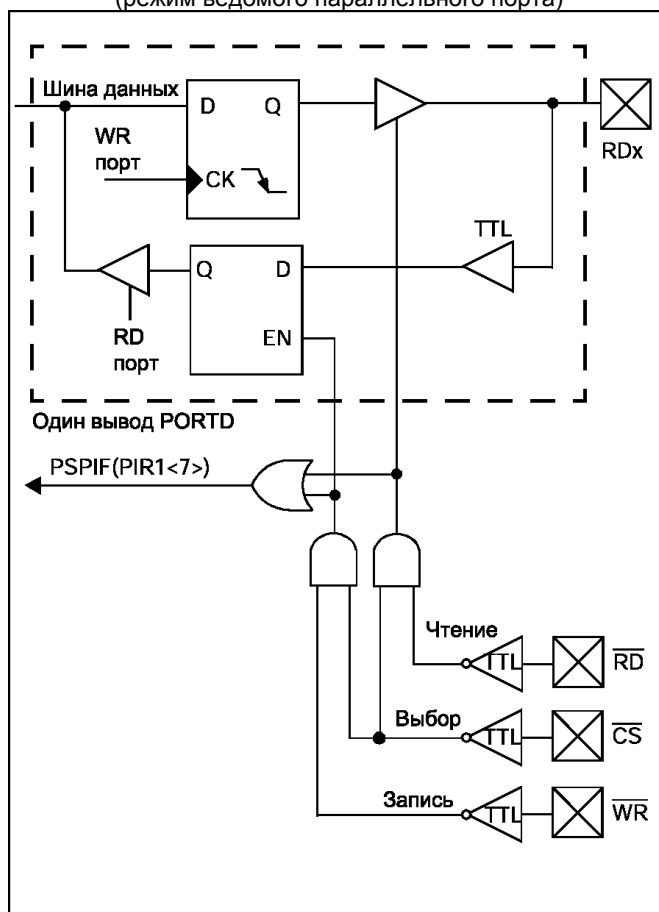 (режим ведомого параллельного порта)
Шина данных
D Q
WR
порт
CK
RDx
TTL
Q D
EN
RD
порт
Один вывод PORTD
PSPIF(PIR1<7>)
Чтение
TTL
RD
Выбор
TTL
CS
Запись
TTL
WR